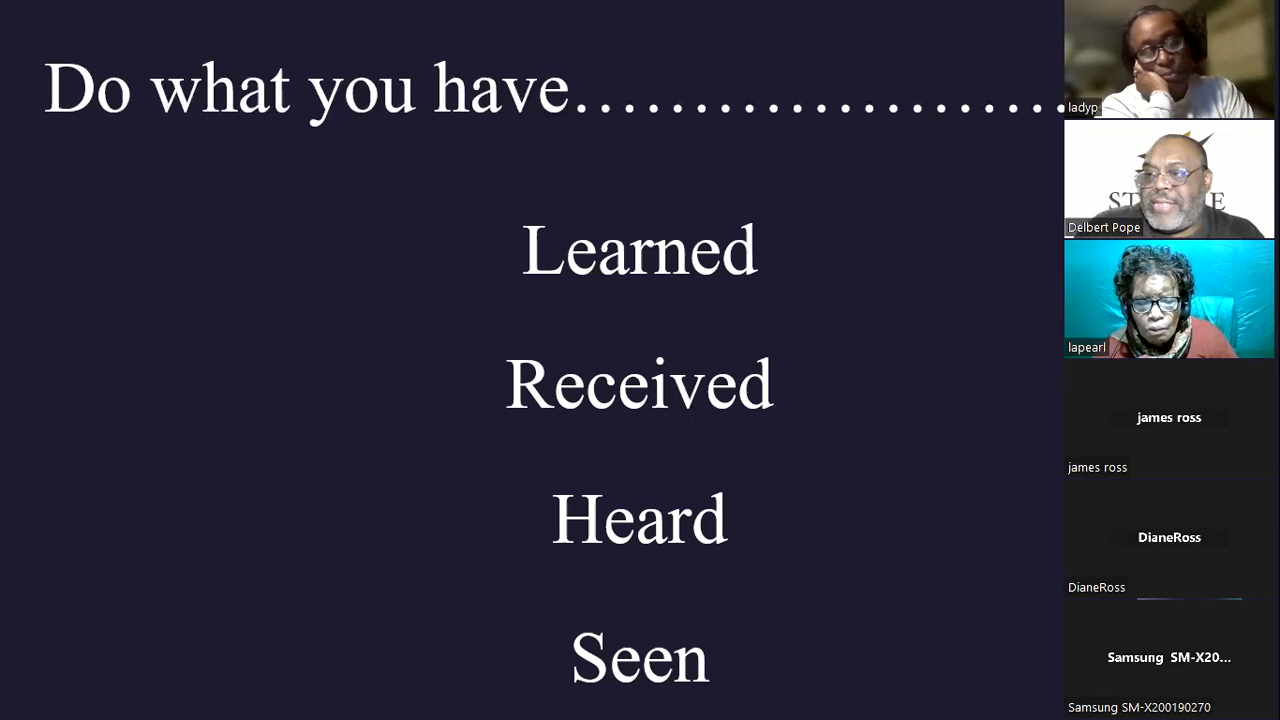 Do what you have.....................
Learned
Received
Heard
Seen
ladyp
ST E
Delbert Pope
lapearl
james ross
james ross
DianeRoss
DianeRoss
Samsung SM-X20...
Samsung SM-X200190270